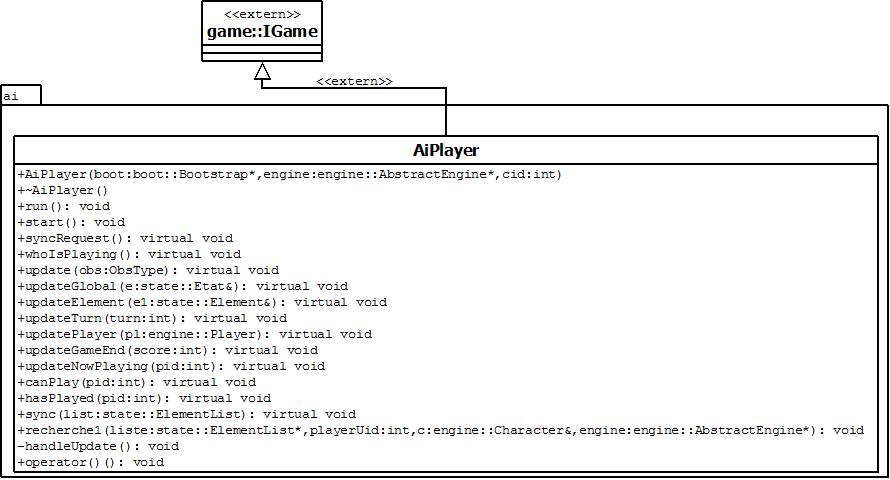 <<extern>>
game::IGame
<<extern>>
ai
AiPlayer
+AiPlayer(boot:boot::Bootstrap*,engine:engine::AbstractEngine*,cid:int)
+~AiPlayer()
+run(): void
+start(): void
+syncRequest(): virtual void
+whoIsPlaying(): virtual void
+update(obs:ObsType): virtual void
+updateGlobal(e:state::Etat&): virtual void
+updateElement(e1:state::Element&): virtual void
+updateTurn(turn:int): virtual void
+updatePlayer(pl:engine::Player): virtual void
+updateGameEnd(score:int): virtual void
+updateNowPlaying(pid:int): virtual void
+canPlay(pid:int): virtual void
+hasPlayed(pid:int): virtual void
+sync(list:state::ElementList): virtual void
+recherche1(liste:state::ElementList*,playerUid:int,c:engine::Character&,engine:engine::AbstractEngine*): void
-handleUpdate(): void
+operator()(): void